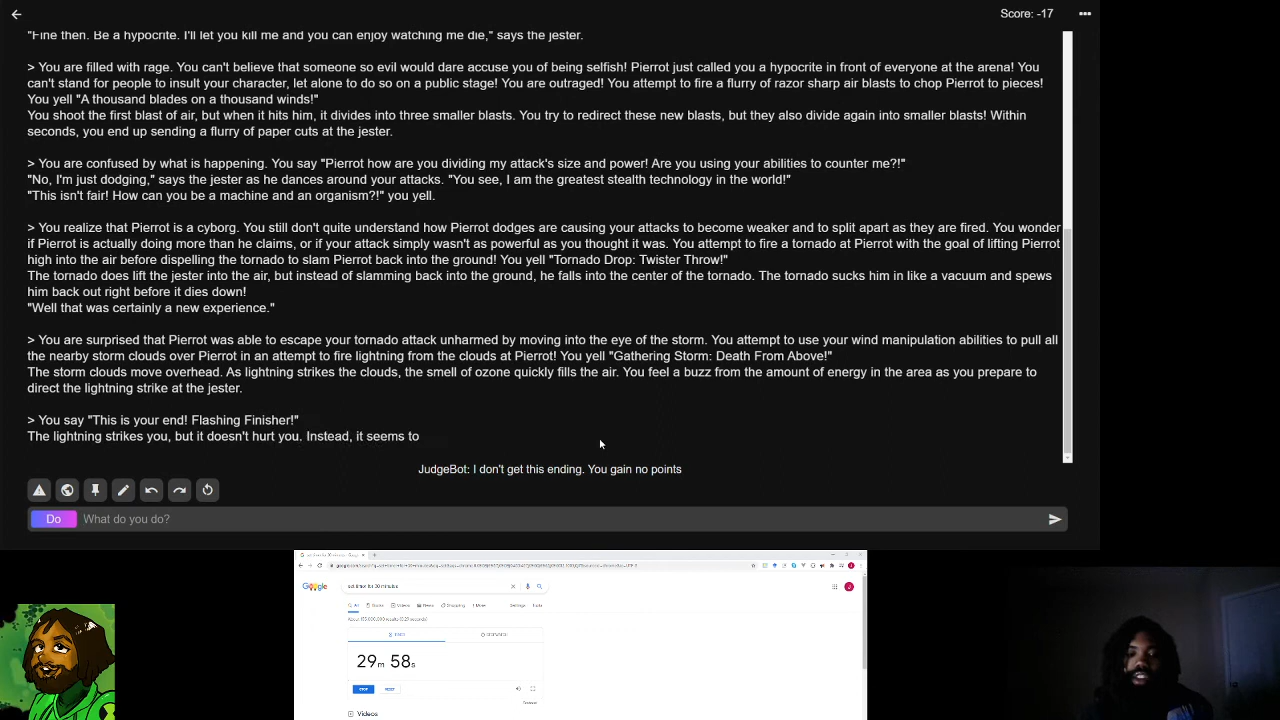 Score: -17
"Fine then. Be a hypocrite. I'll let you kill me and you can enjoy watching me die," says the jester.
> You are filled with rage. You can't believe that someone so evil would dare accuse you of being selfish! Pierrot just called you a hypocrite in front of everyone at the arena! You
can't stand for people to insult your character, let alone to do so on a public stage! You are outraged! You attempt to fire a flurry of razor sharp air blasts to chop Pierrot to pieces!
You yell "A thousand blades on a thousand winds!"
You shoot the first blast of air, but when it hits him, it divides into three smaller blasts. You try to redirect these new blasts, but they also divide again into smaller blasts! Within
seconds, you end up sending a flurry of paper cuts at the jester.
> You are confused by what is happening. You say "Pierrot how are you dividing my attack's size and power! Are you using your abilities to counter me?!"
"No, I'm just dodging," says the jester as he dances around your attacks. "You see, I am the greatest stealth technology in the world!"
"This isn't fair! How can you be a machine and an organism?!" you yell.
> You realize that Pierrot is a cyborg. You still don't quite understand how Pierrot dodges are causing your attacks to become weaker and to split apart as they are fired. You wonder
if Pierrot is actually doing more than he claims, or if your attack simply wasn't as powerful as you thought it was. You attempt to fire a tornado at Pierrot with the goal of lifting Pierrot
high into the air before dispelling the tornado to slam Pierrot back into the ground! You yell "Tornado Drop: Twister Throw!"
The tornado does lift the jester into the air, but instead of slamming back into the ground, he falls into the center of the tornado. The tornado sucks him in like a vacuum and spews
him back out right before it dies down!
"Well that was certainly a new experience."
> You are surprised that Pierrot was able to escape your tornado attack unharmed by moving into the eye of the storm. You attempt to use your wind manipulation abilities to pull all
the nearby storm clouds over Pierrot in an attempt to fire lightning from the clouds at Pierrot! You yell "Gathering Storm: Death From Above!"
The storm clouds move overhead. As lightning strikes the clouds, the smell of ozone quickly fills the air. You feel a buzz from the amount of energy in the area as you prepare to
direct the lightning strike at the jester.
> You say "This is your end! Flashing Finisher!"
The lightning strikes you, but it doesn't hurt you. Instead, it seems to
JudgeBot: I don't get this ending. You gain no points
Do What do you do?
Google set timer for 30 minutes
All Books Videos News Shopping More Settings Tools
TIMER STOPWATCH
29m 58s
STOP RESET
Feedback
Videos